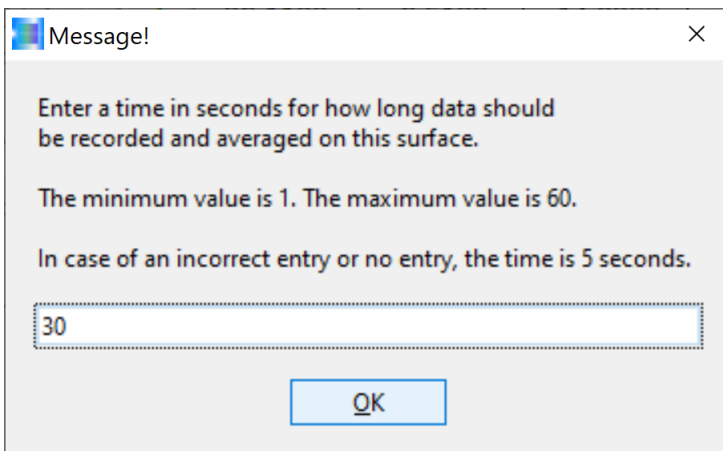 Message!
Enter a time in seconds for how long data should
be recorded and averaged on this surface.
The minimum value is 1. The maximum value is 60.
In case of an incorrect entry or no entry, the time is 5 seconds.
30
OK